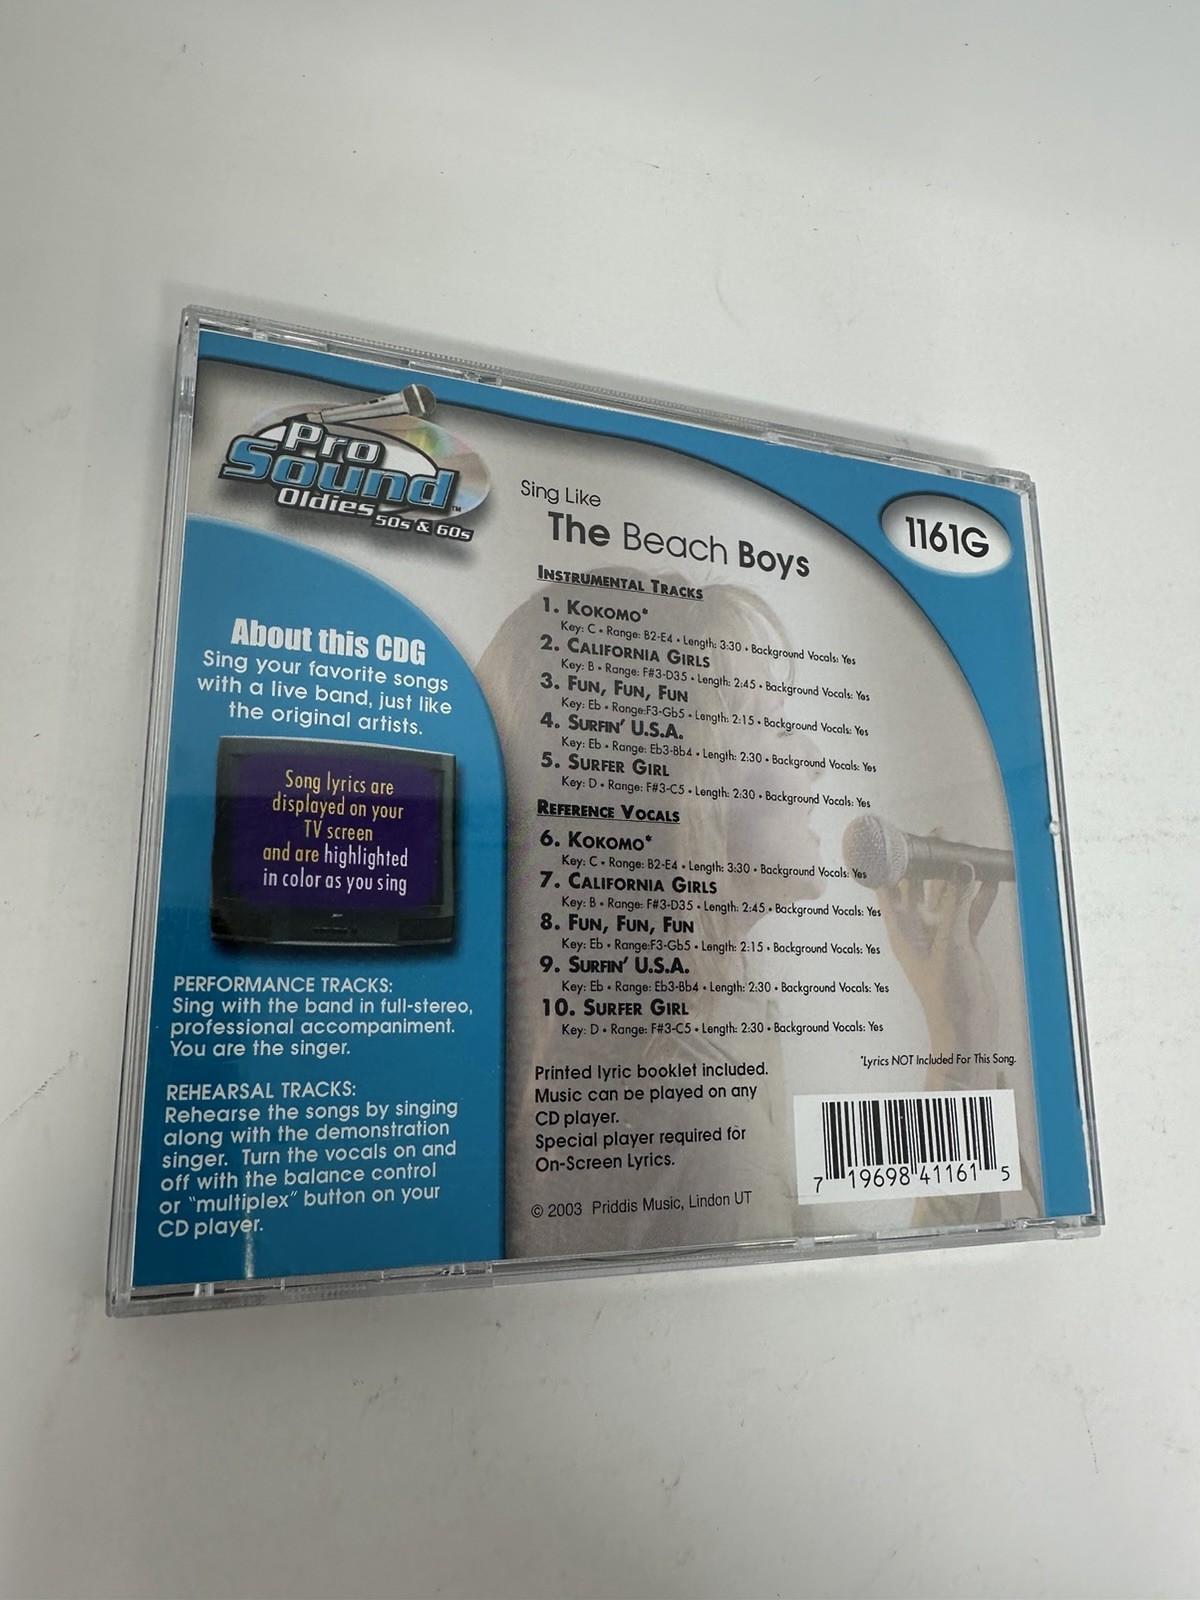 Pro
Sound
Oldies 50s & 60s
TM
About this CDG
Sing your favorite songs
with a live band, just like
the original artists.
Song lyrics are
displayed on your
TV screen
and are highlighted
in color as you sing
PERFORMANCE TRACKS:
Sing with the band in full-stereo,
professional accompaniment.
You are the singer.
REHEARSAL TRACKS:
Rehearse the songs by singing
along with the demonstration
singer. Turn the vocals on and
off with the balance control
or "multiplex" button on your
CD player.
Sing Like
The Beach Boys
1161G
INSTRUMENTAL TRACKS
1. KOKOMO*
Key: C • Range: B2-E4 • Length: 3:30 • Background Vocals: Yes
2. CALIFORNIA GIRLS
Key: B • Range: F#3-D35 • Length: 2:45 • Background Vocals: Yes
3. FUN, FUN, FUN
Key: Eb • Range:F3-Gb5 • Length: 2:15 • Background Vocals: Yes
4. SURFIN' U.S.A.
Key: Eb • Range: Eb3-Bb4 • Length: 2:30 • Background Vocals: Yes
5. SURFER GIRL
Key: D • Range: F#3-C5 • Length: 2:30 • Background Vocals: Yes
REFERENCE VOCALS
6. KOKOMO*
Key: C • Range: B2-E4 • Length: 3:30 • Background Vocals: Yes
7. CALIFORNIA GIRLS
Key: B • Range: F#3-D35 • Length: 2:45 • Background Vocals: Yes
8. FUN, FUN, FUN
Key: Eb • Range:F3-Gb5 • Length: 2:15 • Background Vocals: Yes
9. SURFIN' U.S.A.
Key: Eb • Range: Eb3-Bb4 • Length: 2:30 • Background Vocals: Yes
10. SURFER GIRL
Key: D • Range: F#3-C5 • Length: 2:30 • Background Vocals: Yes
*Lyrics NOT Included For This Song.
Printed lyric booklet included.
Music can be played on any
CD player.
Special player required for
On-Screen Lyrics.
© 2003 Priddis Music, Lindon UT
7 19698 41161 5